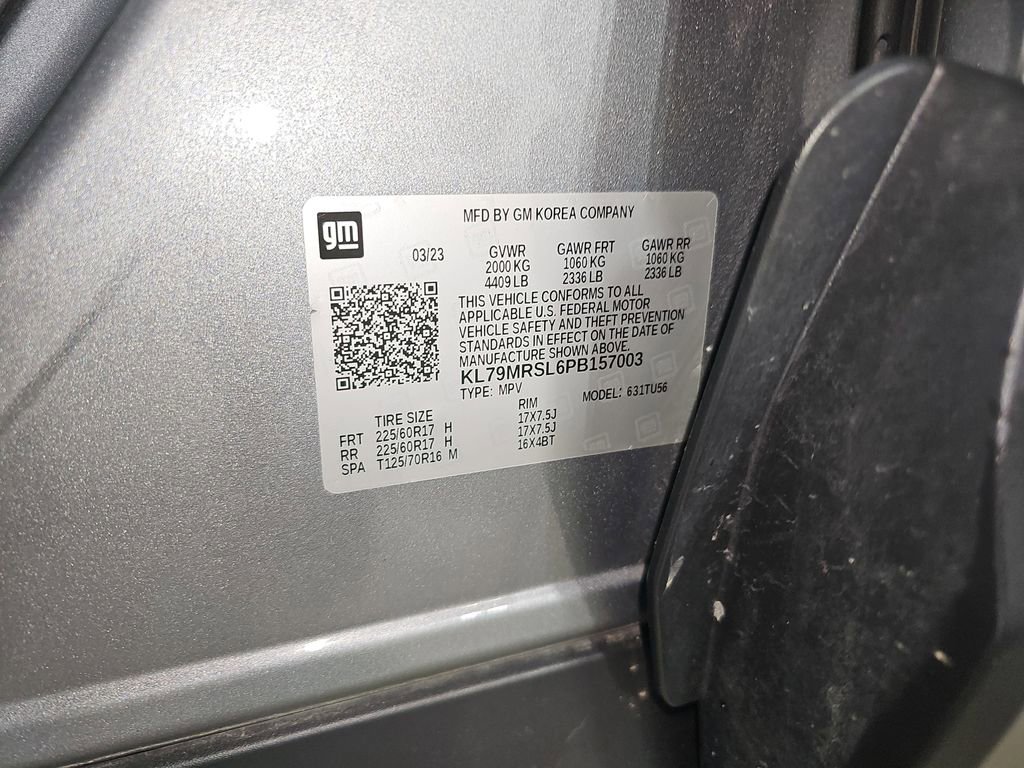 gm
MFD BY GM KOREA COMPANY
03/23 GVWR GAWR FRT GAWR RR
2000 KG 1060 KG 1060 KG
4409 LB 2336 LB 2336 LB
THIS VEHICLE CONFORMS TO ALL
APPLICABLE U.S. FEDERAL MOTOR
VEHICLE SAFETY AND THEFT PREVENTION
STANDARDS IN EFFECT ON THE DATE OF
MANUFACTURE SHOWN ABOVE.
KL79MRSL6PB157003
TYPE: MPV MODEL: 631TU56
TIRE SIZE RIM
FRT 225/60R17 H 17X7.5J
RR 225/60R17 H 17X7.5J
SPA T125/70R16 M 16X4BT